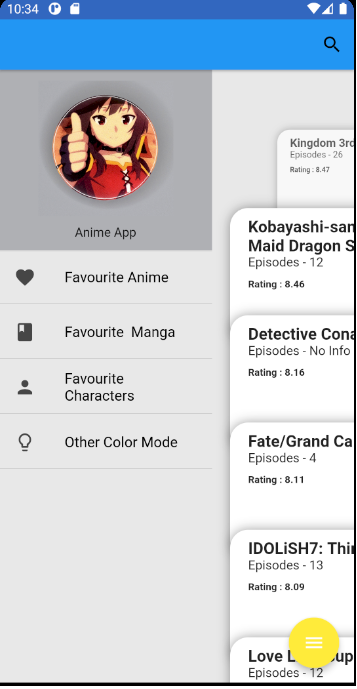 10:34
Kingdom 3rd
Episodes - 26
Rating : 8.47
Anime App
Favourite Anime
Favourite  Manga
Favourite
Characters
Other Color Mode
Kobayashi-san
Maid Dragon S
Episodes - 12
Rating : 8.46
Detective Cona
Episodes - No Info
Rating : 8.16
Fate/Grand Ca
Episodes - 4
Rating : 8.11
IDOLiSH7: Thir
Episodes - 13
Rating : 8.09
Love L
Episodes - 12